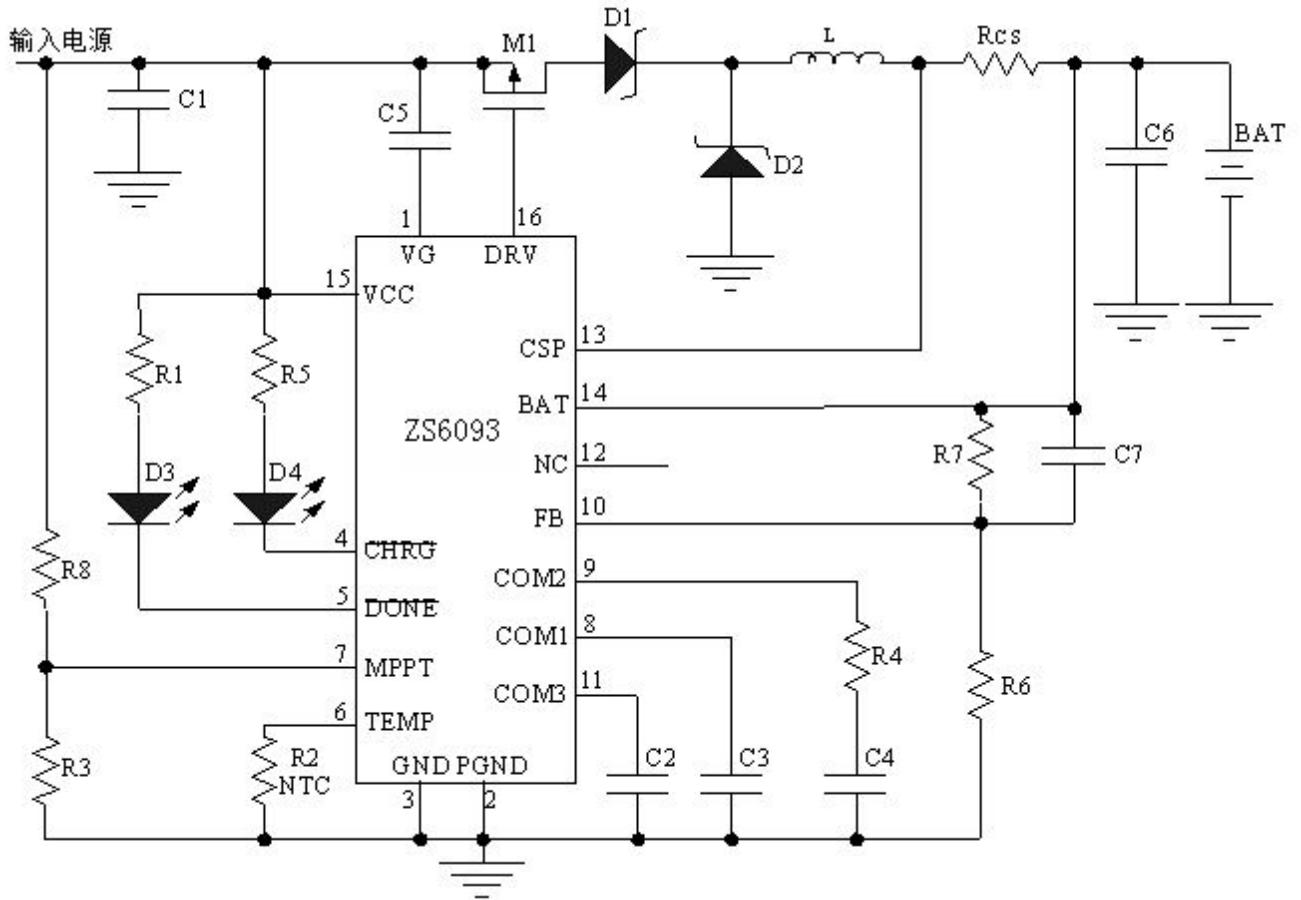 输入电源
D1
M1
L
Rcs
C1
C5
D2
C6
BAT
1
16
VG
DRV
15
VCC
CSP
13
R1
R5
BAT
14
ZS6093
R7
C7
NC
12
D3
D4
FB
10
4
CHRG
R8
COM2
9
5
DONE
COM1
8
7
MPPT
R4
COM3
11
R6
6
TEMP
R3
R2
NTC
GND
PGND
C2
C3
C4
3
2